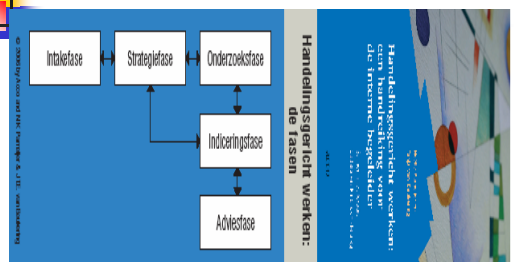 Handelingsgericht werken:
de fasen
Intakefase
Strategiefase
Onderzoeksfase
Indiceringsfase
Adviesfase
Handelingsgericht werken:
een handreiking voor
de interne begeleider